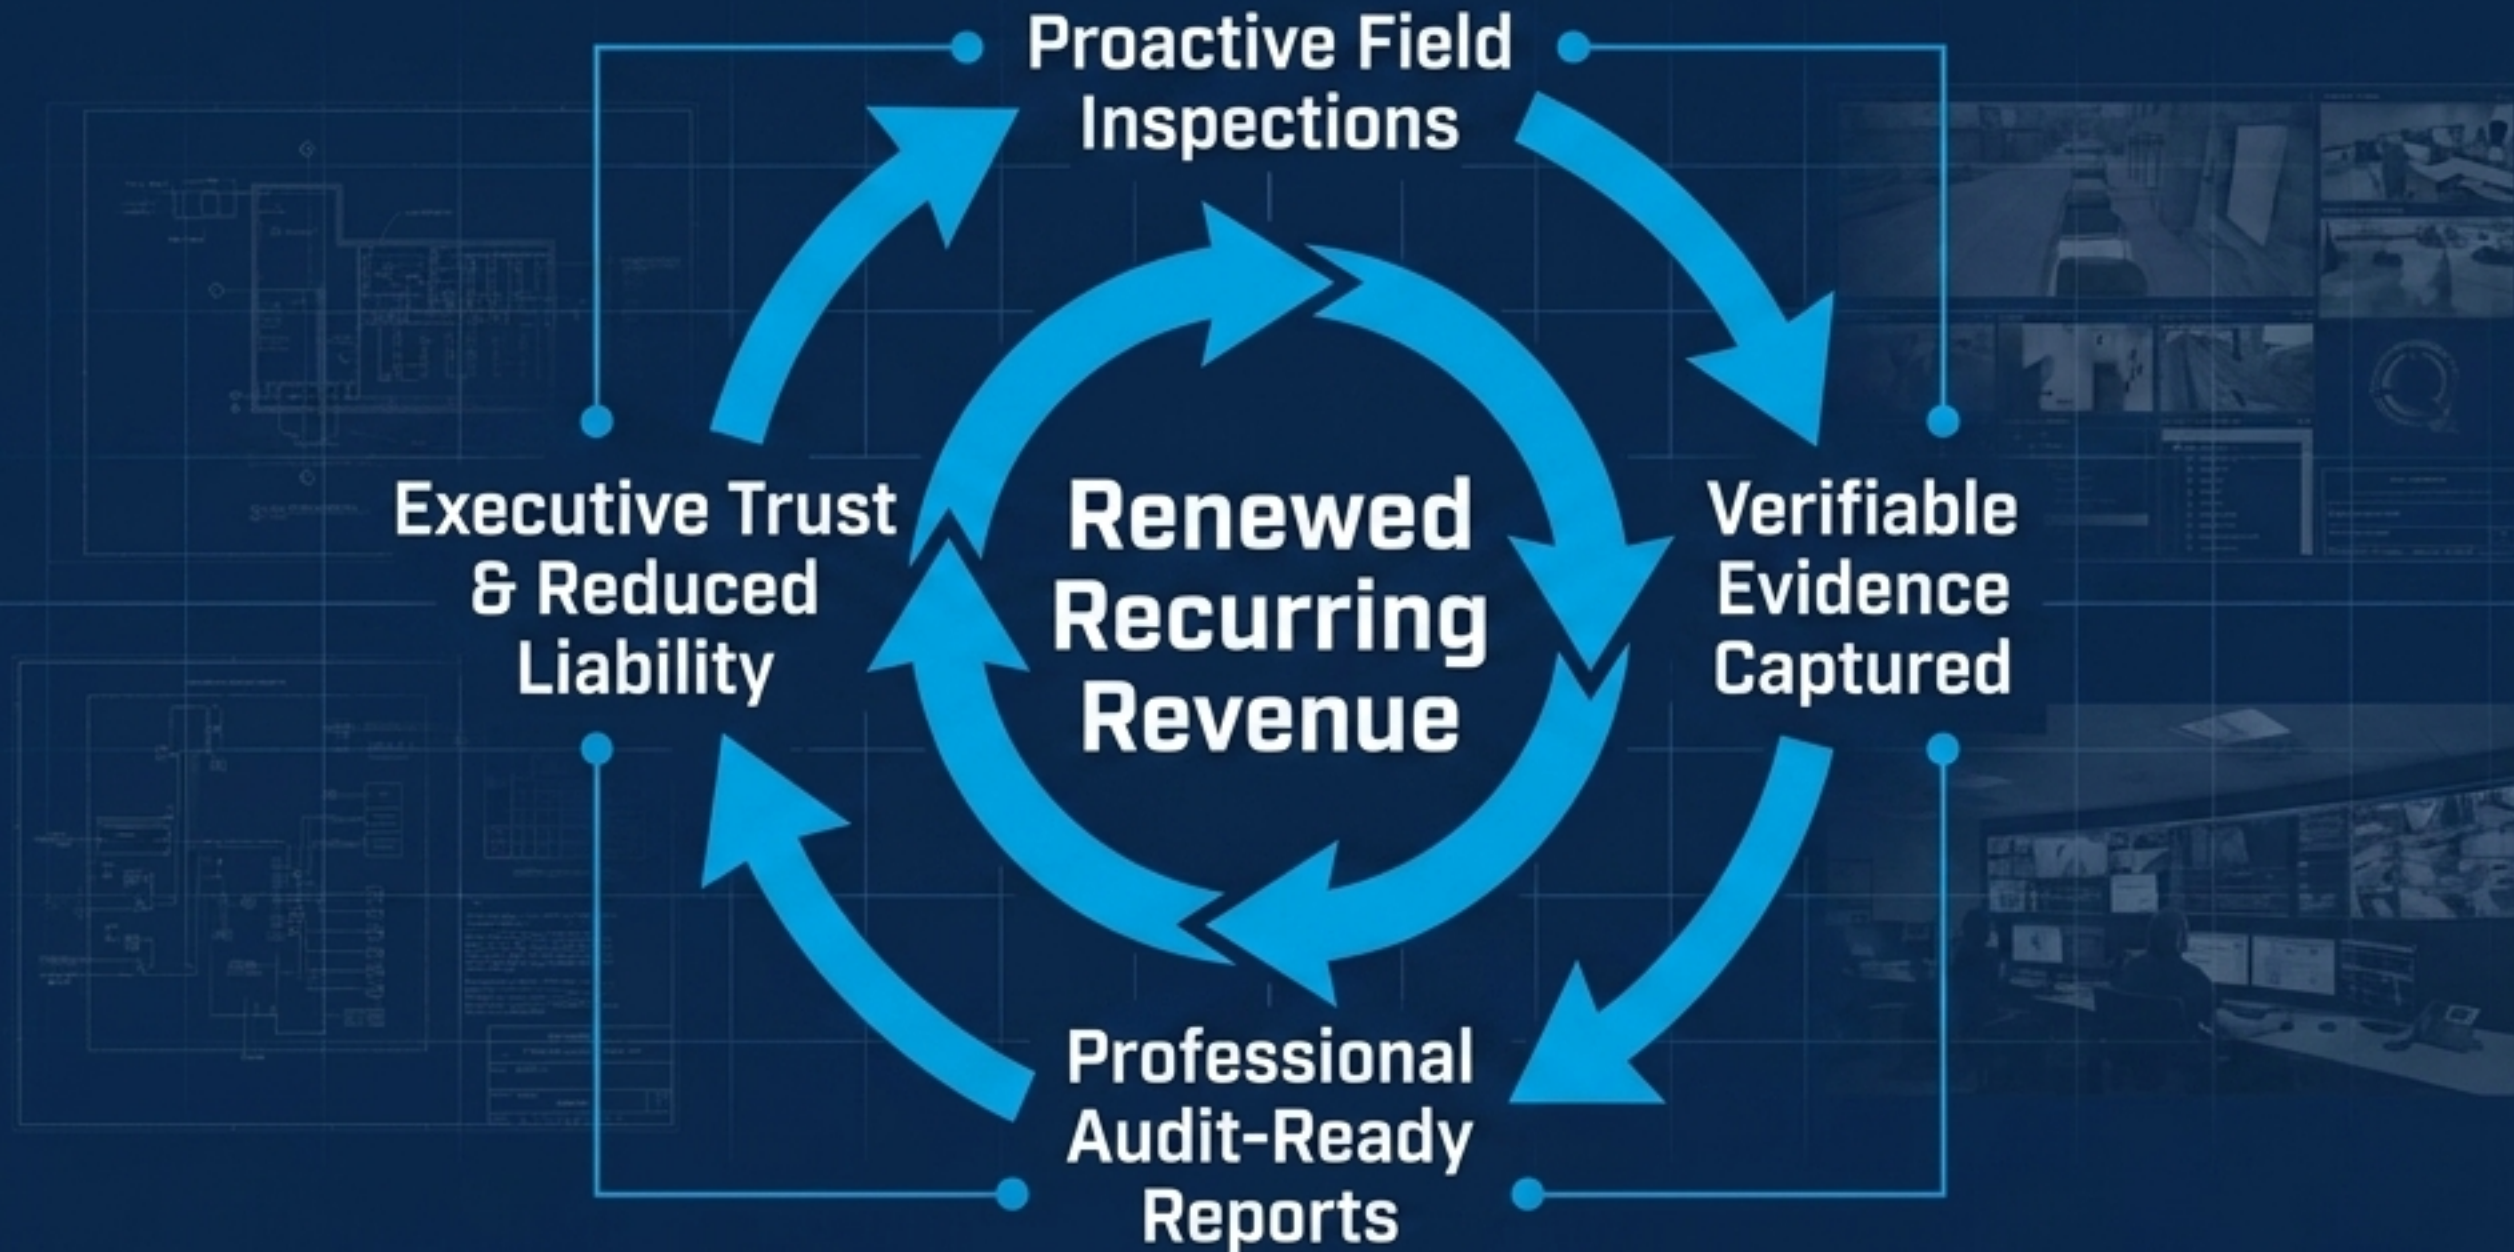 Proactive Field
Inspections
Executive Trust
& Reduced
Liability
Renewed
Recurring
Revenue
Verifiable
Evidence
Captured
Professional
Audit-Ready
Reports